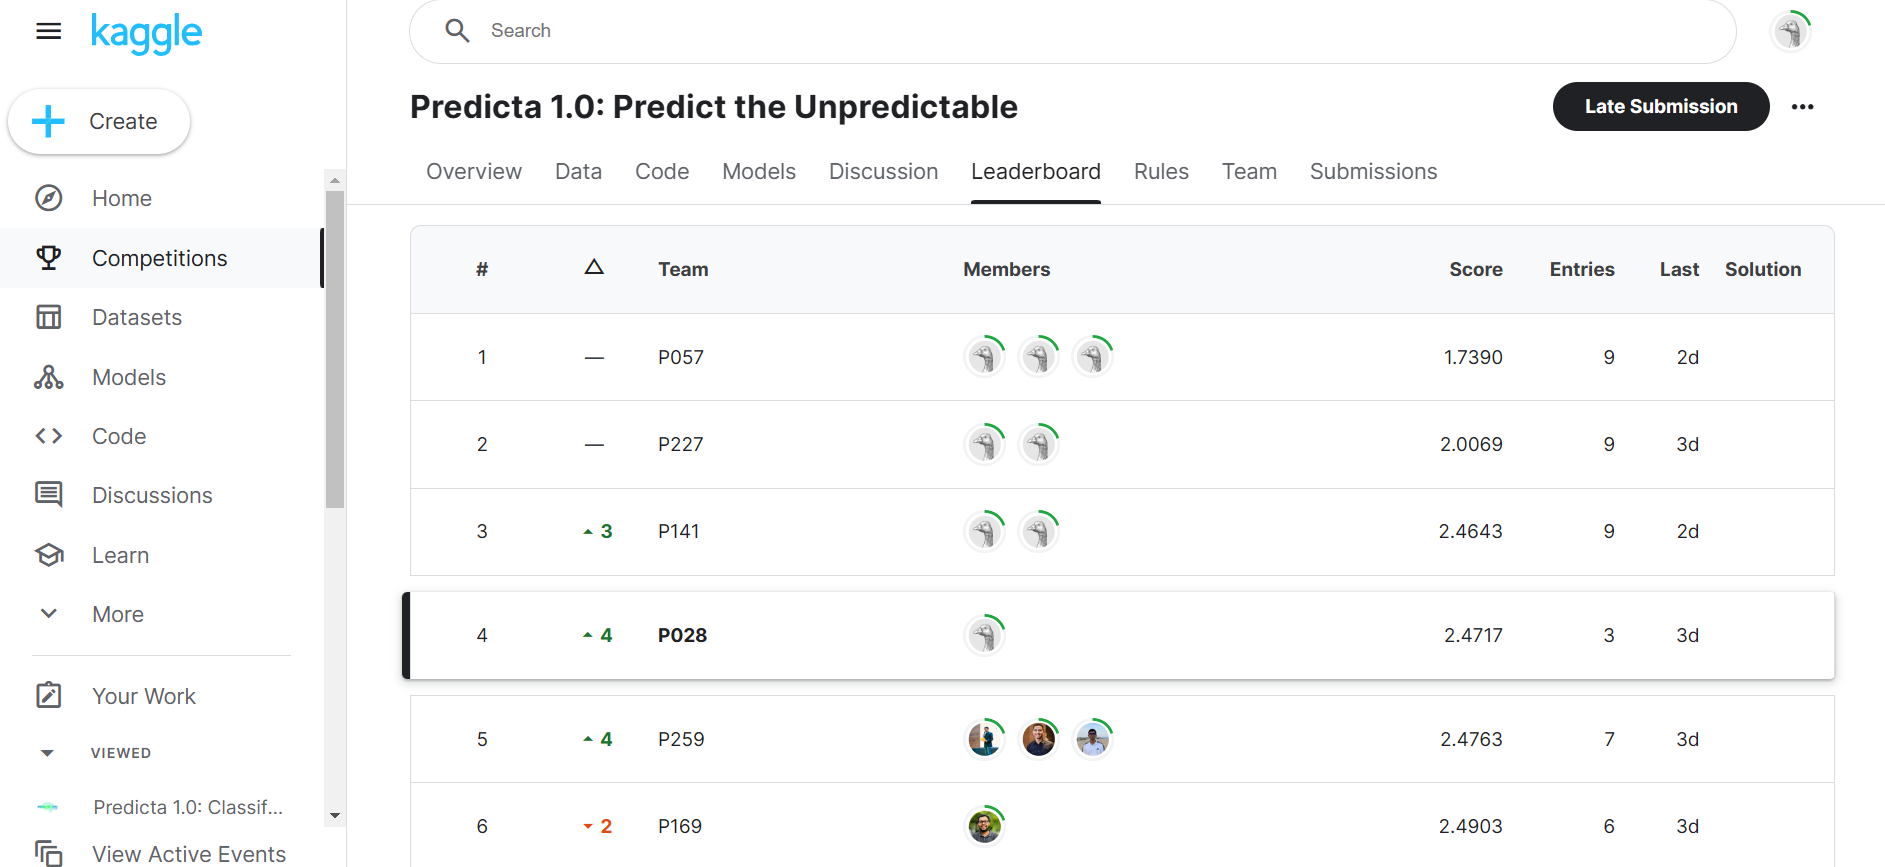 kaggle
Search
Create
Home
Competitions
Datasets
Models
Code
Discussions
Learn
More
Your Work
VIEWED
Predicta 1.0: Classif...
View Active Events
Predicta 1.0: Predict the Unpredictable
Late Submission
Overview Data Code Models Discussion Leaderboard Rules Team Submissions
# △ Team Members Score Entries Last Solution
1 — P057 1.7390 9 2d
2 — P227 2.0069 9 3d
3 3 P141 2.4643 9 2d
4 4 P028 2.4717 3 3d
5 4 P259 2.4763 7 3d
6 2 P169 2.4903 6 3d